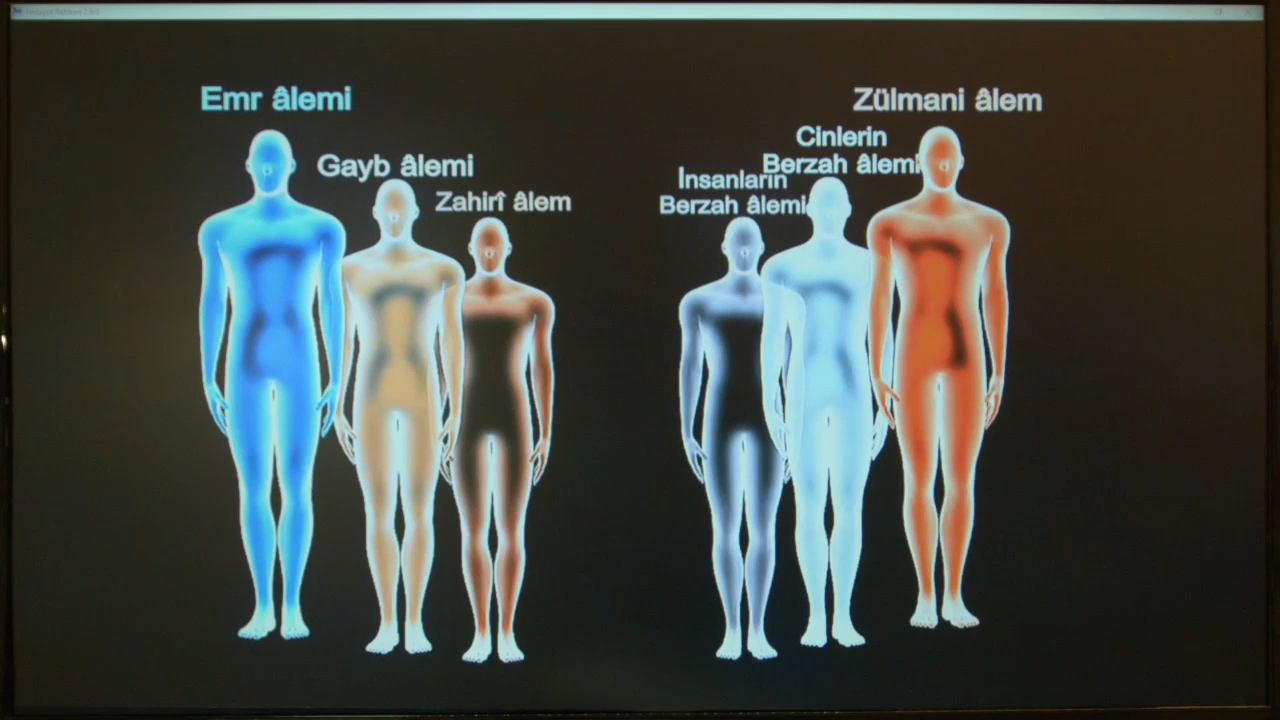 Emr âlemi
Gayb âlemi
Zahirî âlem
İnsanların
Berzah âlemi
Cinlerin
Berzah âlemi
Zülmani âlem